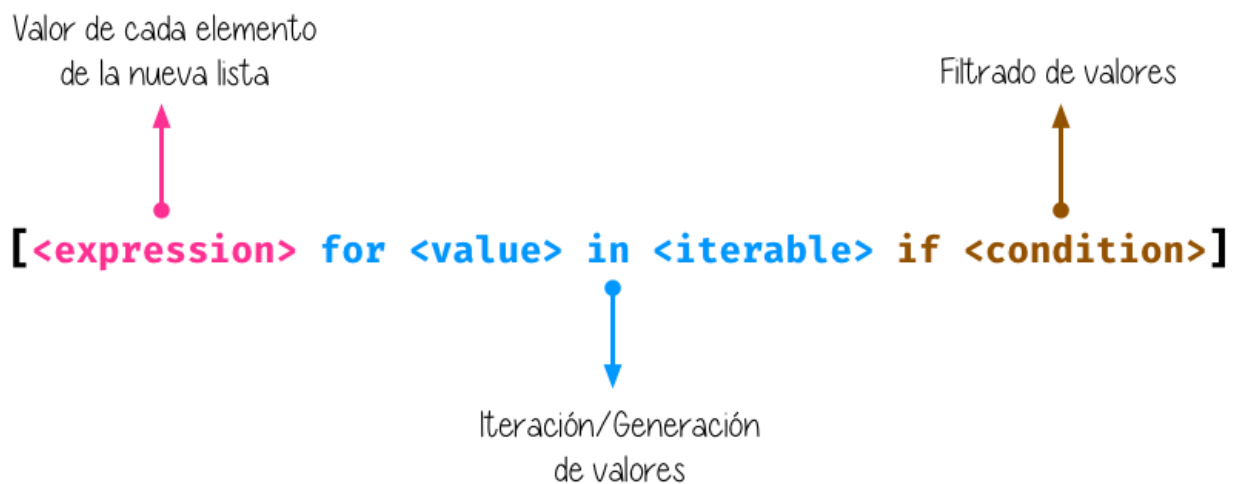 Valor de cada elemento
de la nueva lista
Filtrado de valores
[<expression> for <value> in <iterable> if <condition>]
Iteración/Generación
de valores